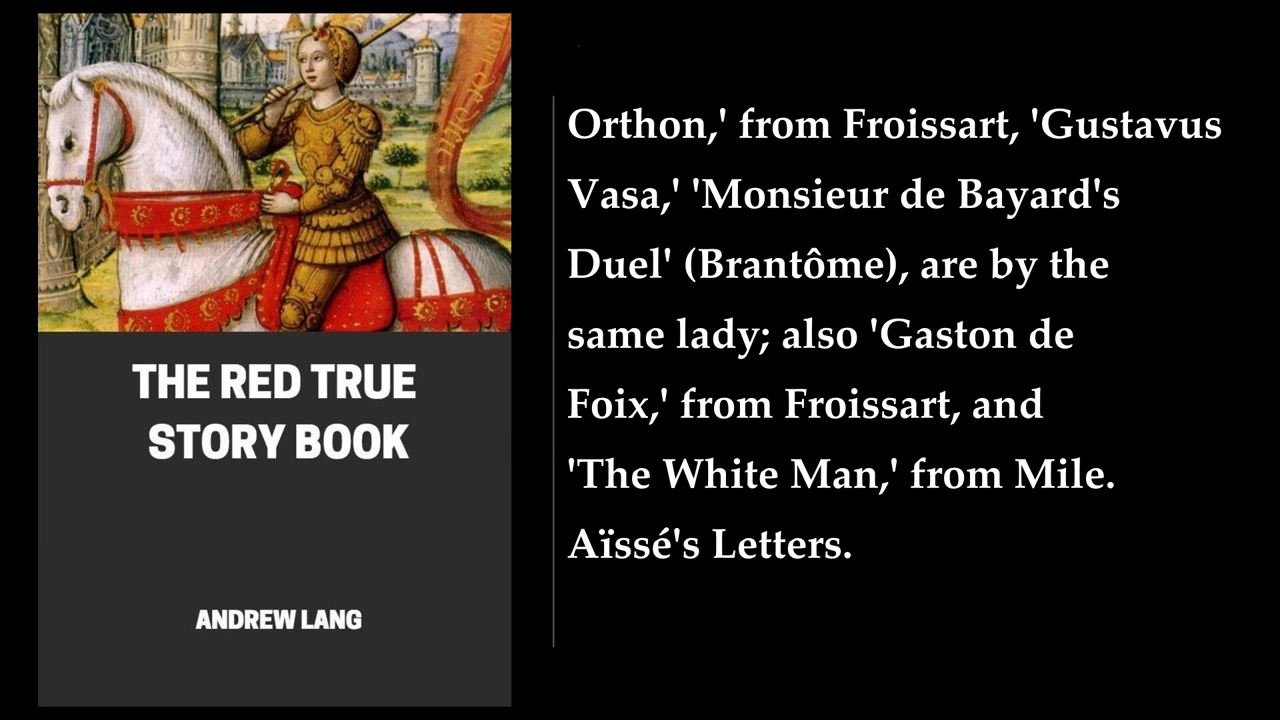 THE RED TRUE
STORY BOOK
ANDREW LANG
Orthon,' from Froissart, 'Gustavus
Vasa,' 'Monsieur de Bayard's
Duel' (Brantôme), are by the
same lady; also 'Gaston de
Foix,' from Froissart, and
'The White Man,' from Mile.
Aïssé's Letters.